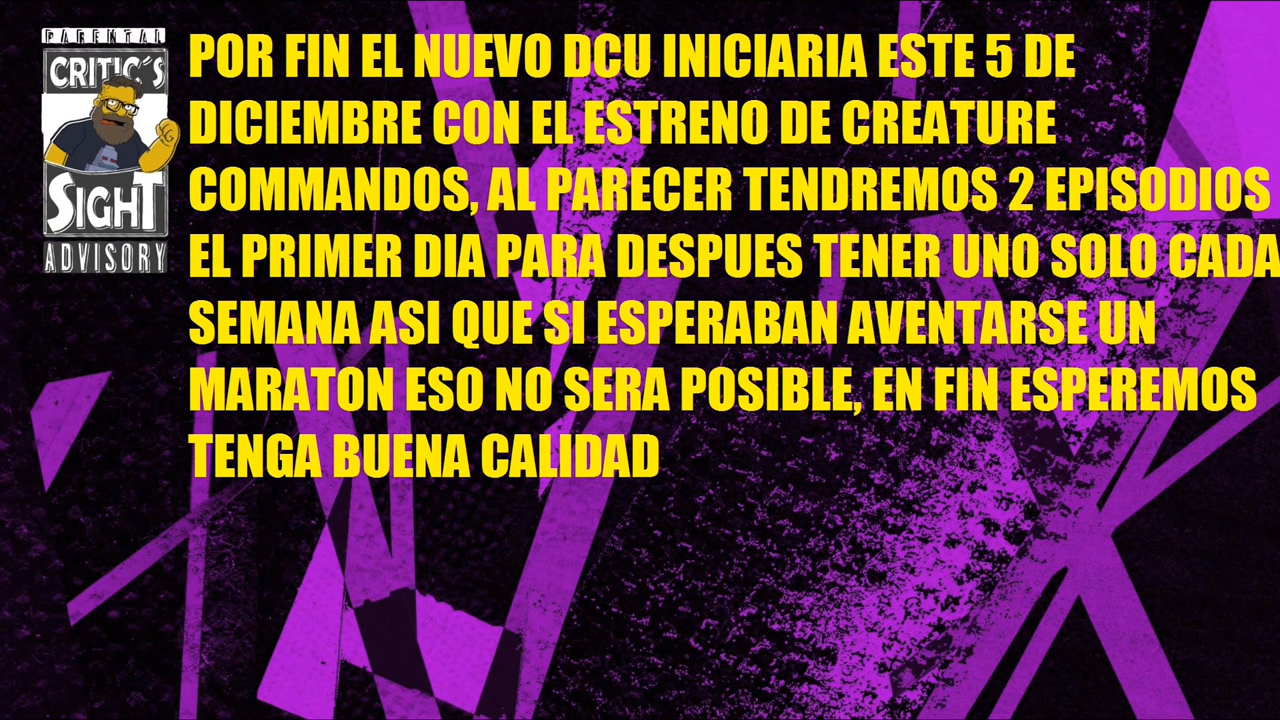 PARENTAL
CRITIC´S
SIGHT
ADVISORY
POR FIN EL NUEVO DCU INICIARIA ESTE 5 DE
DICIEMBRE CON EL ESTRENO DE CREATURE
COMMANDOS, AL PARECER TENDREMOS 2 EPISODIOS
EL PRIMER DIA PARA DESPUES TENER UNO SOLO CADA
SEMANA ASI QUE SI ESPERABAN AVENTARSE UN
MARATON ESO NO SERA POSIBLE, EN FIN ESPEREMOS
TENGA BUENA CALIDAD